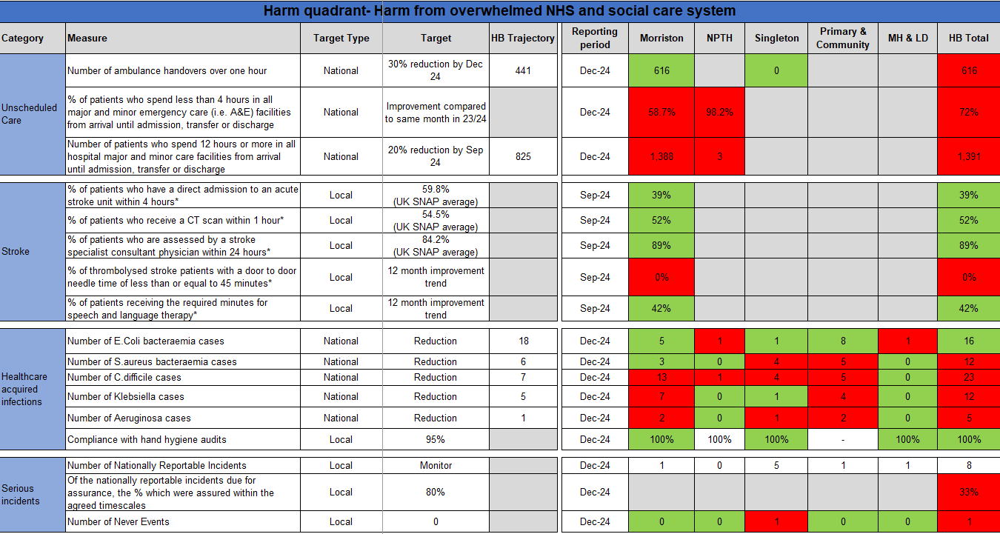 Harm quadrant- Harm from overwhelmed NHS and social care system
Category Measure Target Type Target HB Trajectory Reporting period Morriston NPTH Singleton Primary & Community MH & LD HB Total
Unscheduled Care
Number of ambulance handovers over one hour National 30% reduction by Dec 24 441 Dec-24 616 0 616
% of patients who spend less than 4 hours in all major and minor emergency care (i.e. A&E) facilities from arrival until admission, transfer or discharge National Improvement compared to same month in 23/24 Dec-24 58.7% 98.2% 72%
Number of patients who spend 12 hours or more in all hospital major and minor care facilities from arrival until admission, transfer or discharge National 20% reduction by Sep 24 825 Dec-24 1,388 3 1,391
Stroke
% of patients who have a direct admission to an acute stroke unit within 4 hours* Local 59.8% (UK SNAP average) Sep-24 39% 39%
% of patients who receive a CT scan within 1 hour* Local 54.5% (UK SNAP average) Sep-24 52% 52%
% of patients who are assessed by a stroke specialist consultant physician within 24 hours* Local 84.2% (UK SNAP average) Sep-24 89% 89%
% of thrombolysed stroke patients with a door to door needle time of less than or equal to 45 minutes* Local 12 month improvement trend Sep-24 0% 0%
% of patients receiving the required minutes for speech and language therapy* Local 12 month improvement trend Sep-24 42% 42%
Healthcare acquired infections
Number of E.Coli bacteraemia cases National Reduction 18 Dec-24 5 1 1 8 1 16
Number of S.aureus bacteraemia cases National Reduction 6 Dec-24 3 0 4 5 0 12
Number of C.difficile cases National Reduction 7 Dec-24 13 1 4 5 0 23
Number of Klebsiella cases National Reduction 5 Dec-24 7 0 1 4 0 12
Number of Aeruginosa cases National Reduction 1 Dec-24 2 0 1 2 0 5
Compliance with hand hygiene audits Local 95% Dec-24 100% 100% 100% - 100% 100%
Serious incidents
Number of Nationally Reportable Incidents Local Monitor Dec-24 1 0 5 1 1 8
Of the nationally reportable incidents due for assurance, the % which were assured within the agreed timescales Local 80% Dec-24 33%
Number of Never Events Local 0 Dec-24 0 0 1 0 0 1